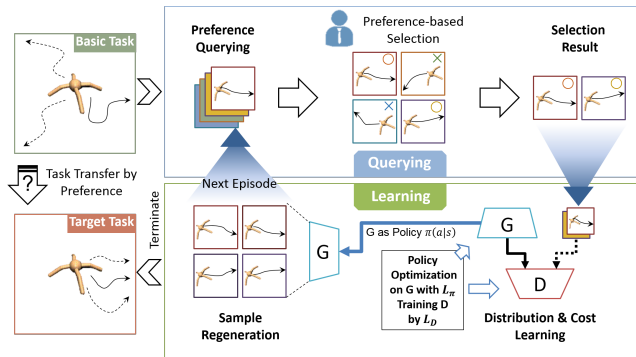 Basic Task
Preference
Querying
Preference-based
Selection
Selection
Result
?
Task Transfer by
Preference
Querying
Learning
Next Episode
Target Task
Terminate
G
G as Policy π(a|s)
G
D
Policy
Optimization
on G with Lπ
Training D
by L_D
Sample
Regeneration
Distribution & Cost
Learning